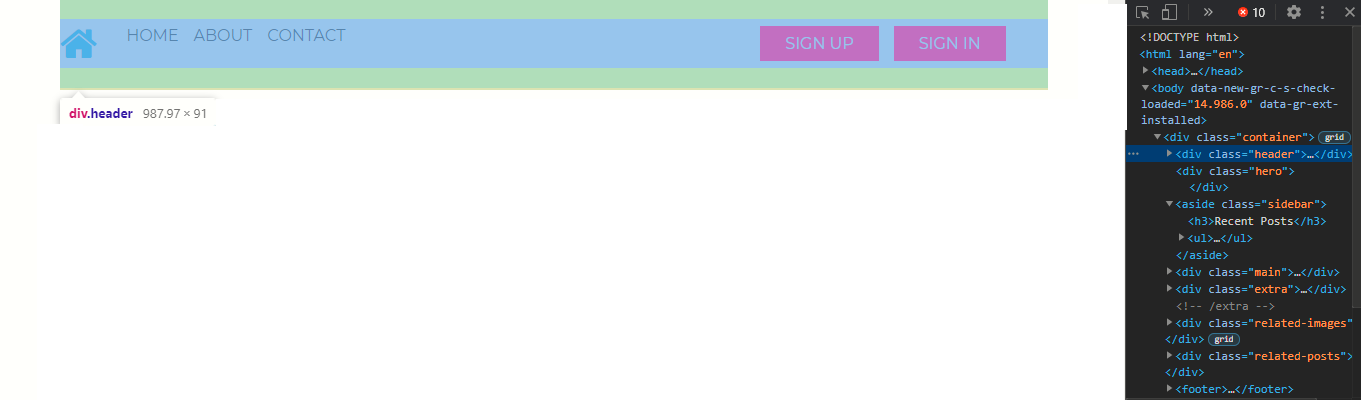 HOME ABOUT CONTACT SIGN UP SIGN IN
div.header 987.97 × 91
10
<!DOCTYPE html>
<html lang="en">
<head>…</head>
<body data-new-gr-c-s-check-
loaded="14.986.0" data-gr-ext-
installed>
<div class="container"> grid
<div class="header">…</div>
<div class="hero">
</div>
<aside class="sidebar">
<h3>Recent Posts</h3>
<ul>…</ul>
</aside>
<div class="main">…</div>
<div class="extra">…</div>
<!-- /extra -->
<div class="related-images"
</div> grid
<div class="related-posts">
</div>
<footer>…</footer>